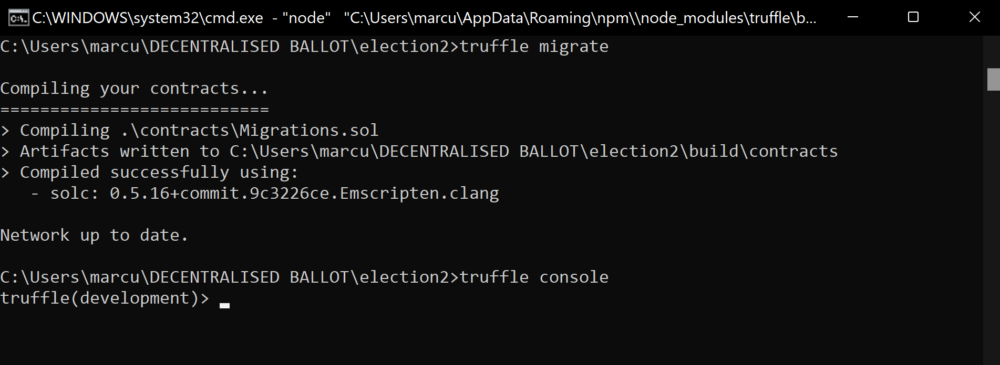 C:\WINDOWS\system32\cmd.exe - "node" "C:\Users\marcu\AppData\Roaming\npm\\node_modules\truffle\b...
C:\Users\marcu\DECENTRALISED BALLOT\election2>truffle migrate
Compiling your contracts...
===========================
> Compiling .\contracts\Migrations.sol
> Artifacts written to C:\Users\marcu\DECENTRALISED BALLOT\election2\build\contracts
> Compiled successfully using:
- solc: 0.5.16+commit.9c3226ce.Emscripten.clang
Network up to date.
C:\Users\marcu\DECENTRALISED BALLOT\election2>truffle console
truffle(development)>